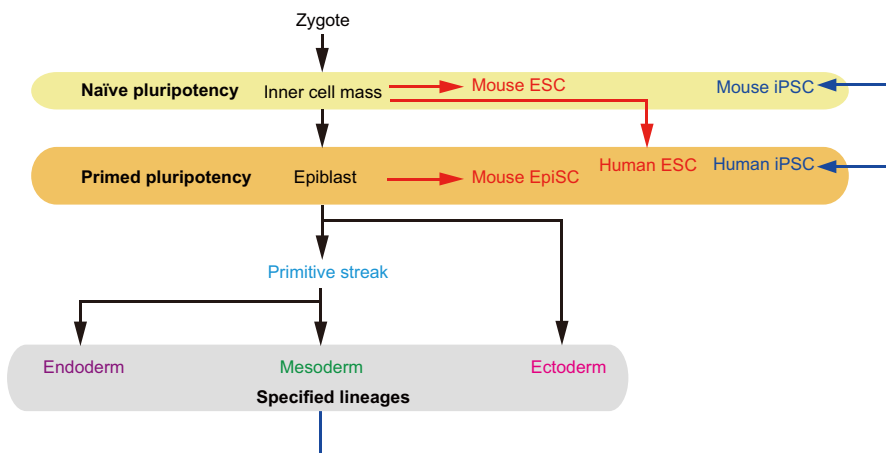 Zygote
Naïve pluripotency Inner cell mass Mouse ESC Mouse iPSC
Primed pluripotency Epiblast Mouse EpiSC Human ESC Human iPSC
Primitive streak
Endoderm Mesoderm Ectoderm
Specified lineages